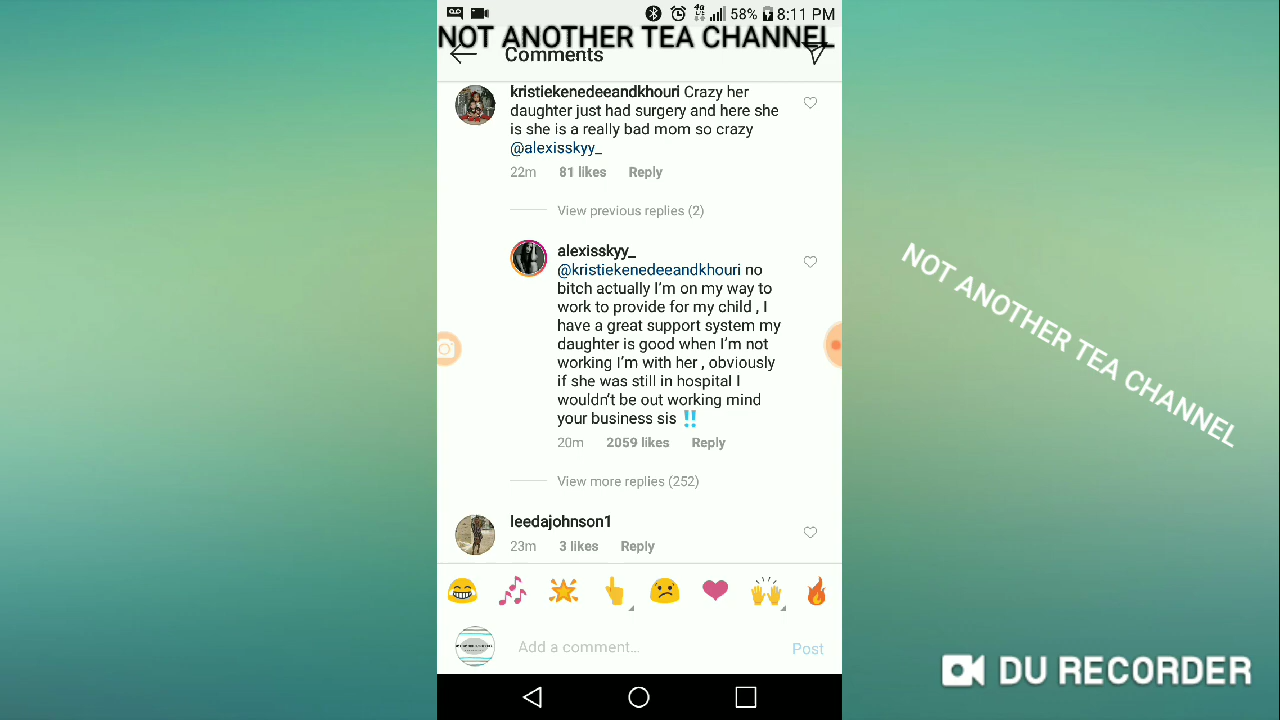 58% 8:11 PM
NOT ANOTHER TEA CHANNEL
Comments
kristiekenedeeandkhouri Crazy her
daughter just had surgery and here she
is she is a really bad mom so crazy
@alexisskyy_
22m 81 likes Reply
View previous replies (2)
alexisskyy_
@kristiekenedeeandkhouri no
bitch actually I’m on my way to
work to provide for my child , I
have a great support system my
daughter is good when I’m not
working I’m with her , obviously
if she was still in hospital I
wouldn’t be out working mind
your business sis ‼
20m 2059 likes Reply
View more replies (252)
leedajohnson1
23m 3 likes Reply
Add a comment... Post
NOT ANOTHER TEA CHANNEL
DU RECORDER